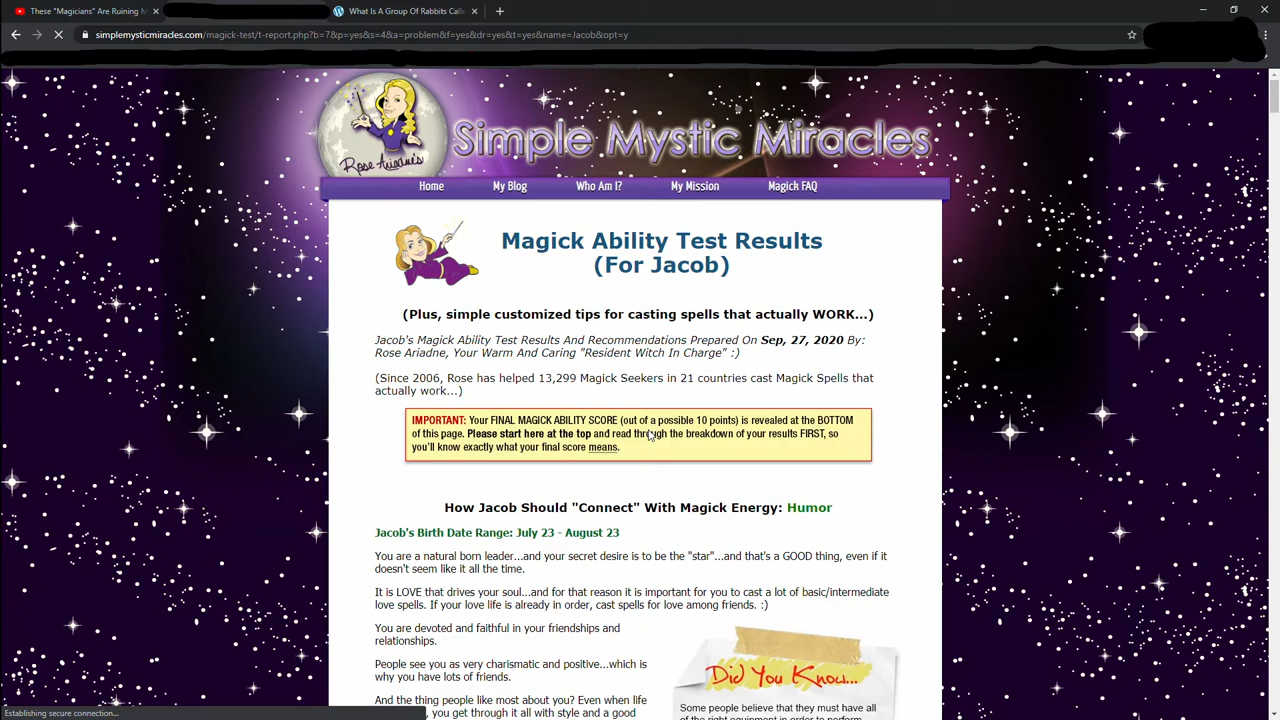 These "Magicians" Are Ruining M
What Is A Group Of Rabbits Calle
simplemysticmiracles.com/magick-test/t-report.php?b=7&p=yes&s=4&a=problem&f=yes&dr=yes&t=yes&name=Jacob&opt=y
Rose Ariadne's
Simple Mystic Miracles
Home My Blog Who Am I? My Mission Magick FAQ
Magick Ability Test Results
(For Jacob)
(Plus, simple customized tips for casting spells that actually WORK...)
Jacob's Magick Ability Test Results And Recommendations Prepared On Sep, 27, 2020 By:
Rose Ariadne, Your Warm And Caring "Resident Witch In Charge" :)
(Since 2006, Rose has helped 13,299 Magick Seekers in 21 countries cast Magick Spells that
actually work...)
IMPORTANT: Your FINAL MAGICK ABILITY SCORE (out of a possible 10 points) is revealed at the BOTTOM
of this page. Please start here at the top and read through the breakdown of your results FIRST, so
you'll know exactly what your final score means.
How Jacob Should "Connect" With Magick Energy: Humor
Jacob's Birth Date Range: July 23 - August 23
You are a natural born leader...and your secret desire is to be the "star"...and that's a GOOD thing, even if it
doesn't seem like it all the time.
It is LOVE that drives your soul...and for that reason it is important for you to cast a lot of basic/intermediate
love spells. If your love life is already in order, cast spells for love among friends. :)
You are devoted and faithful in your friendships and
relationships.
People see you as very charismatic and positive...which is
why you have lots of friends.
And the thing people like most about you? Even when life
, you get through it all with style and a good
Did You Know...
Some people believe that they must have all
of the right equipment in order to perform
Establishing secure connection...